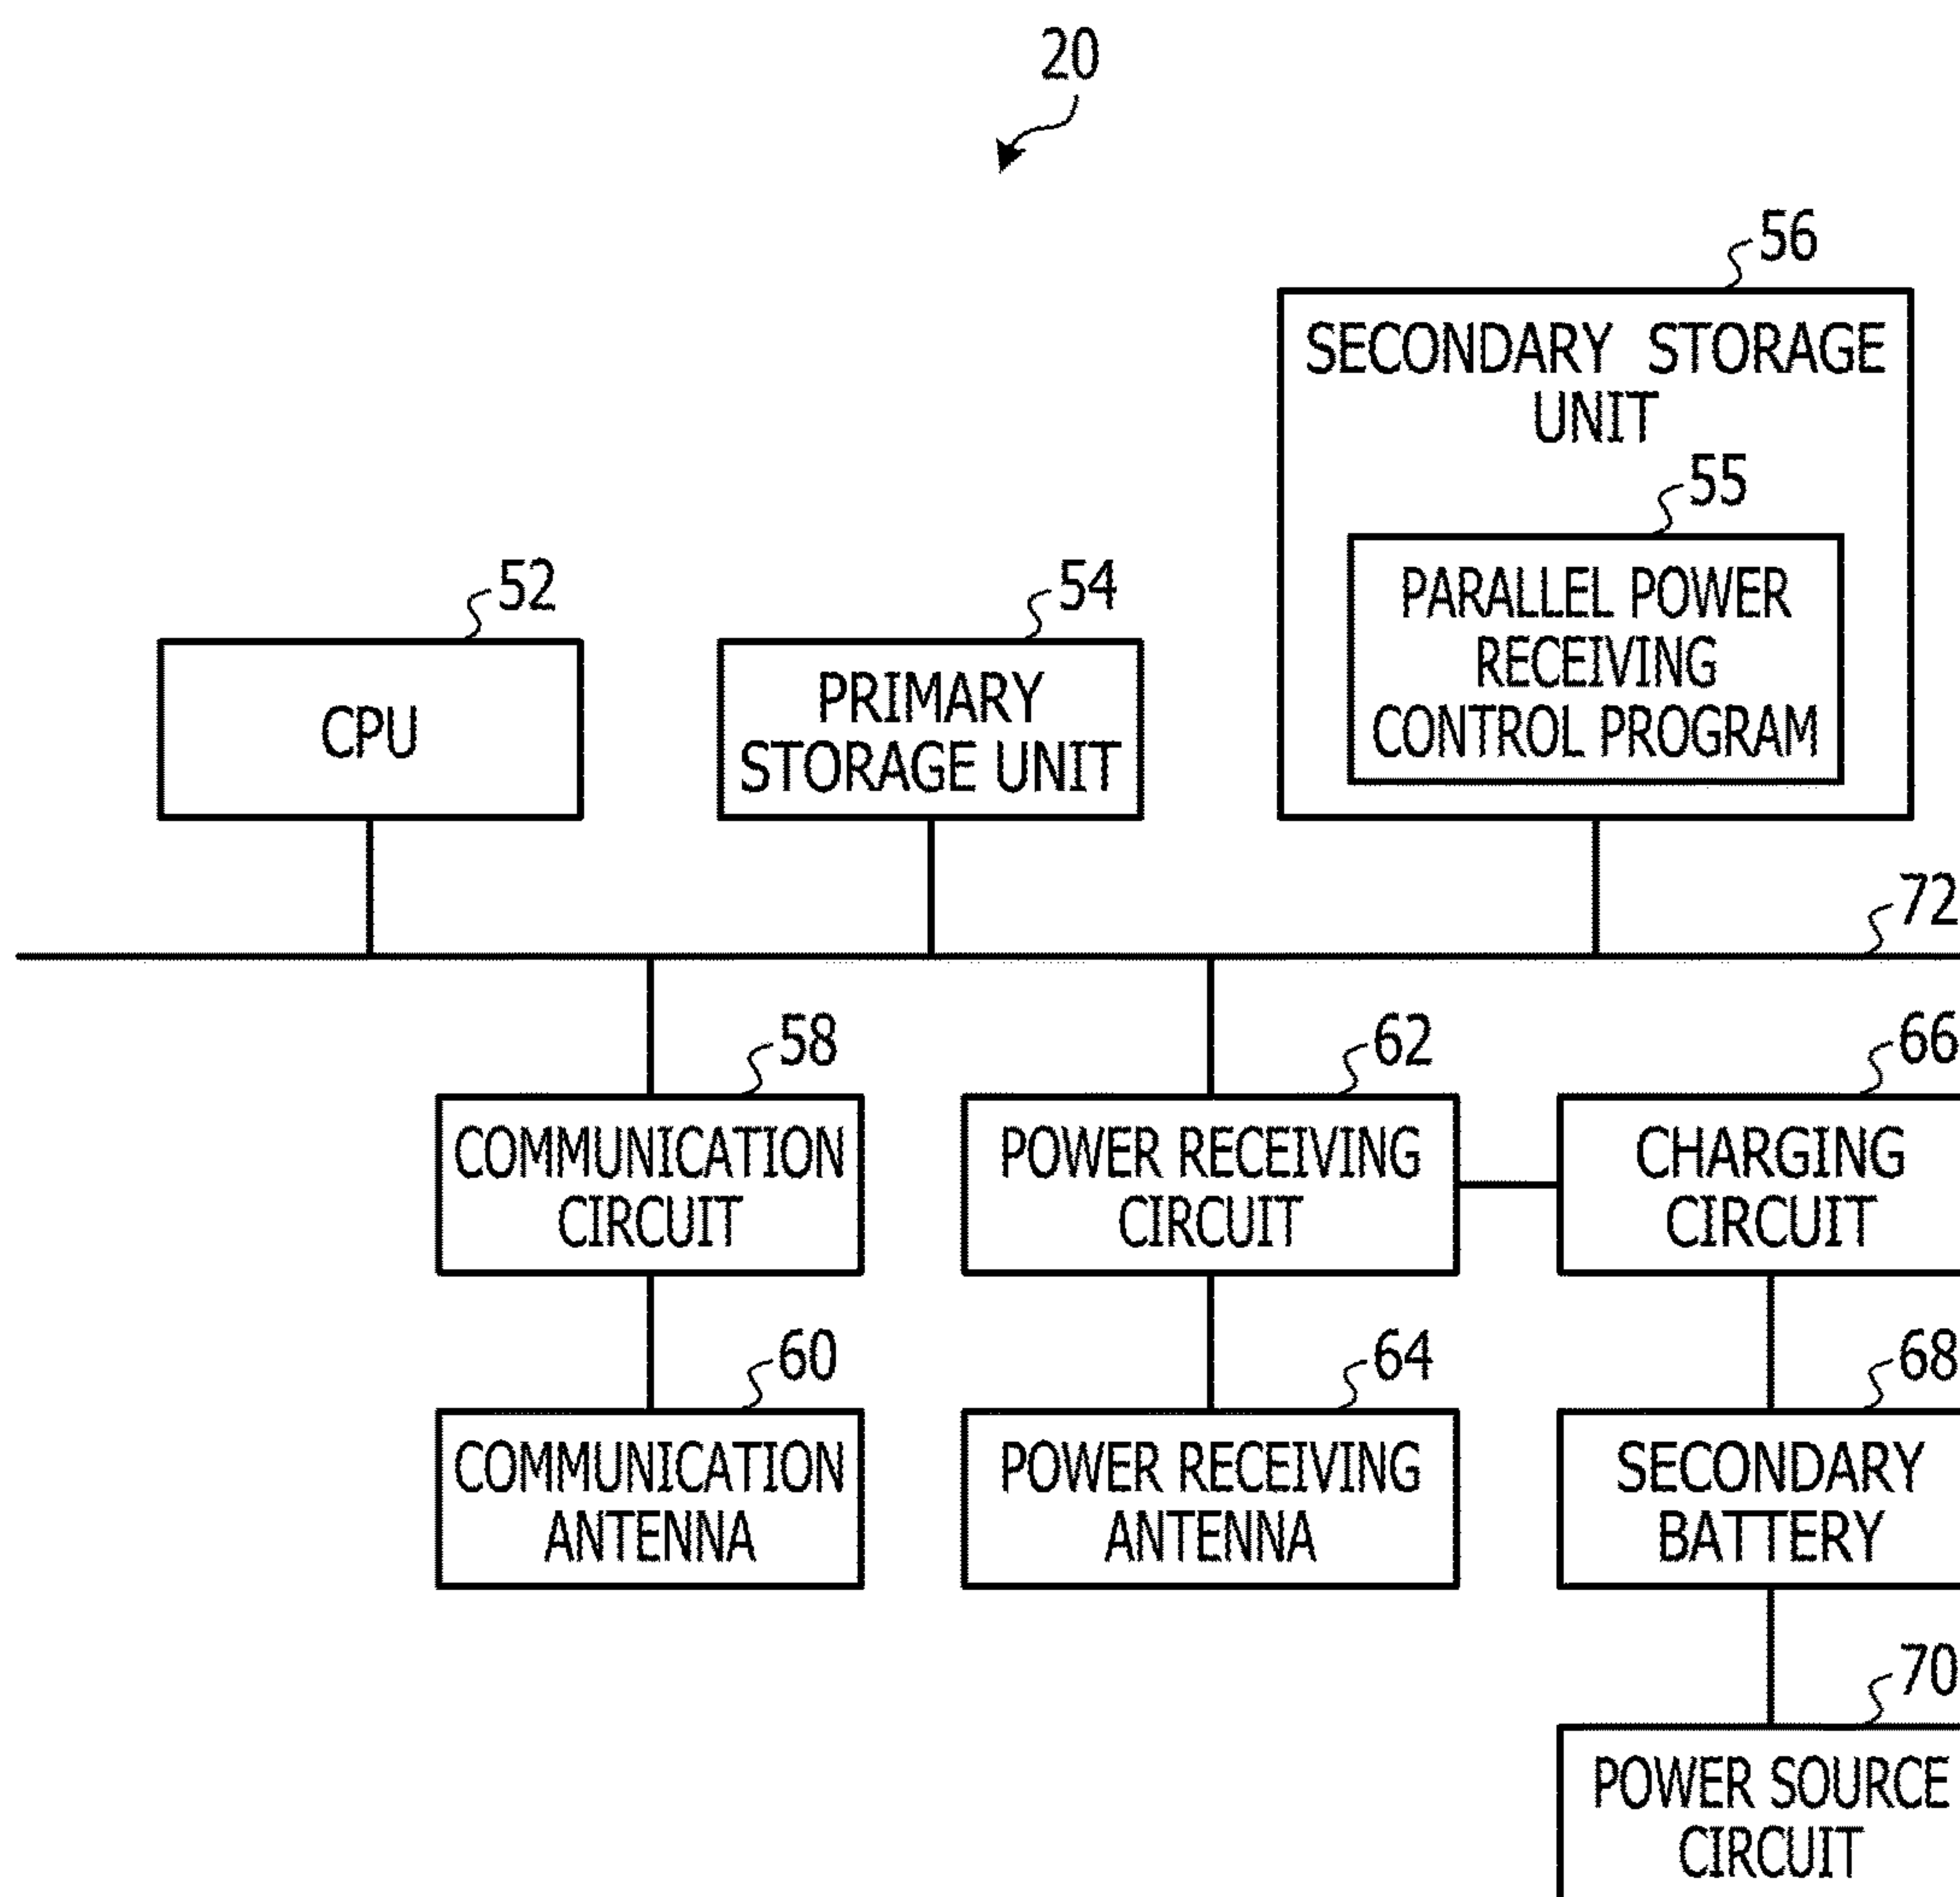 20
56
SECONDARY STORAGE
UNIT
55
PARALLEL POWER
RECEIVING
CONTROL PROGRAM
52
CPU
54
PRIMARY
STORAGE UNIT
72
58
COMMUNICATION
CIRCUIT
62
POWER RECEIVING
CIRCUIT
66
CHARGING
CIRCUIT
60
COMMUNICATION
ANTENNA
64
POWER RECEIVING
ANTENNA
68
SECONDARY
BATTERY
70
POWER SOURCE
CIRCUIT